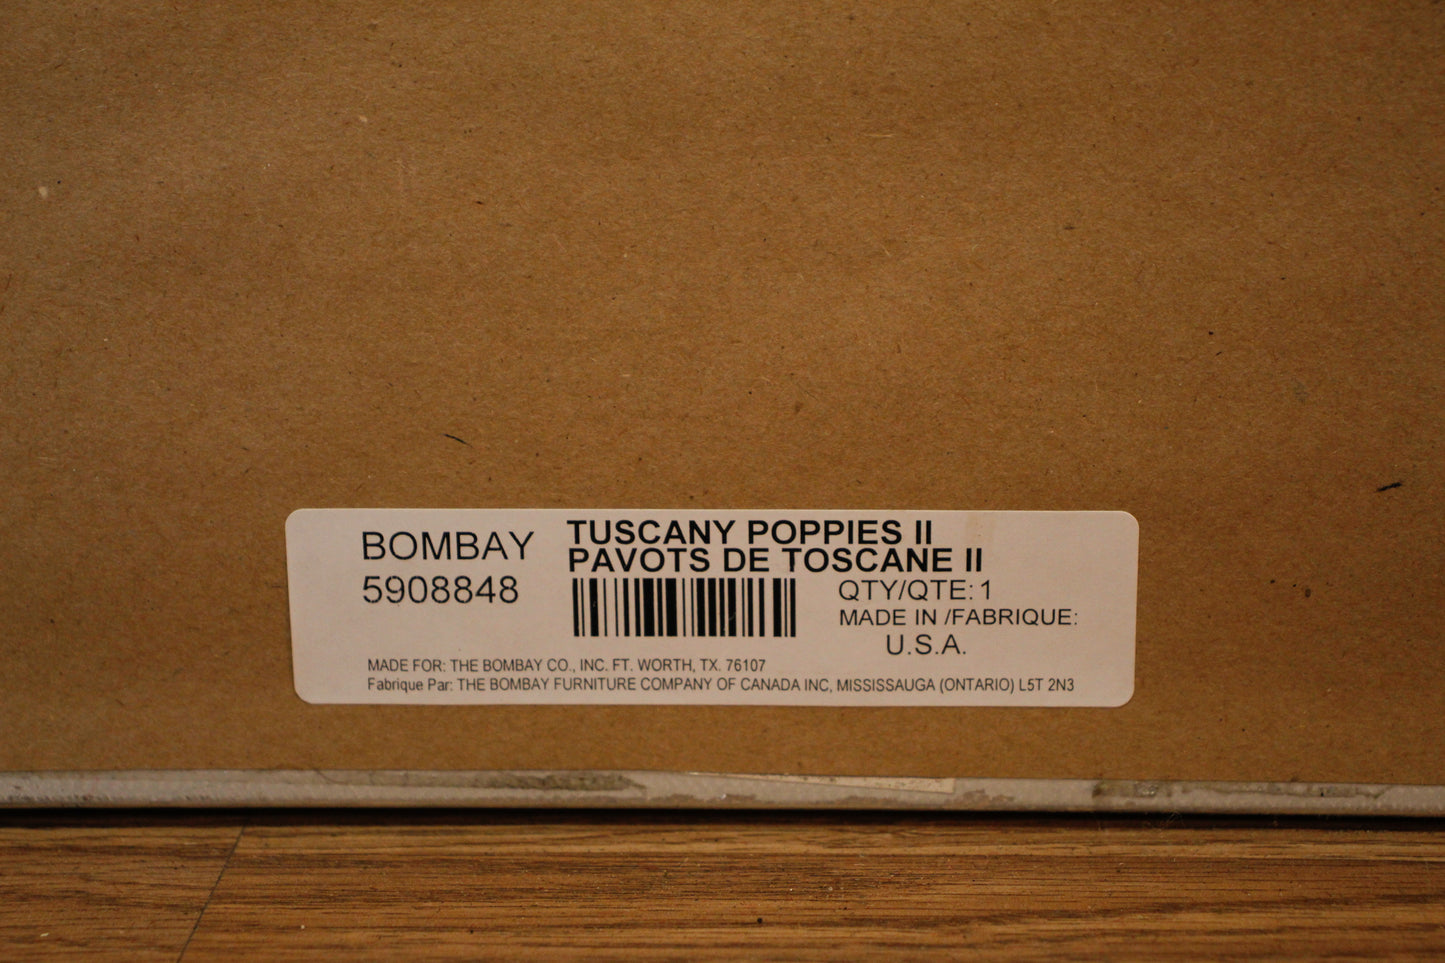 BOMBAY
5908848
TUSCANY POPPIES II
PAVOTS DE TOSCANE II
QTY/QTE: 1
MADE IN /FABRIQUE:
U.S.A.
MADE FOR: THE BOMBAY CO., INC. FT. WORTH, TX. 76107
Fabrique Par: THE BOMBAY FURNITURE COMPANY OF CANADA INC, MISSISSAUGA (ONTARIO) L5T 2N3